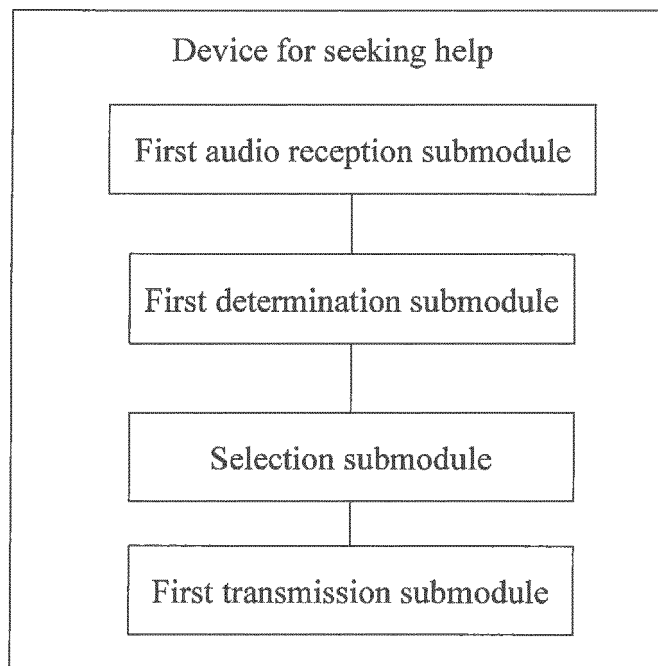 Device for seeking help
First audio reception submodule
First determination submodule
Selection submodule
First transmission submodule